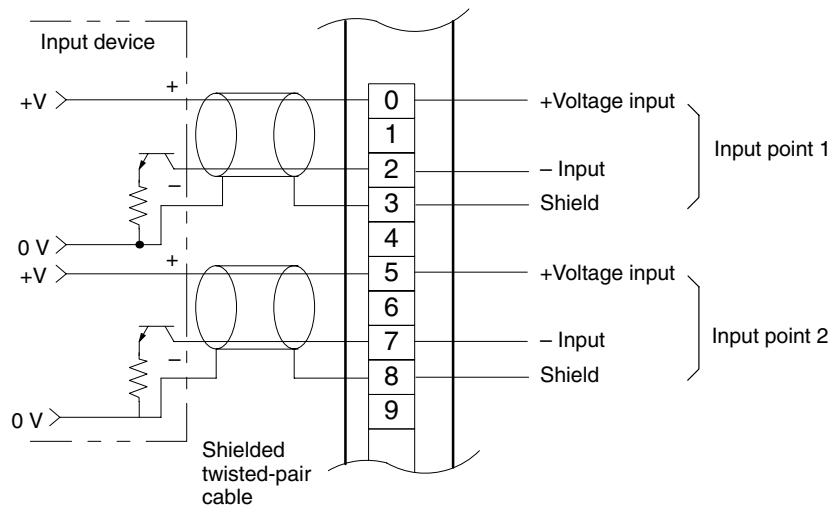 Input device
+
+V
0
+Voltage input
1
Input point 1
–
2
– Input
3
Shield
0 V
4
+
+V
5
+Voltage input
6
Input point 2
–
7
– Input
8
Shield
0 V
9
Shielded
twisted-pair
cable